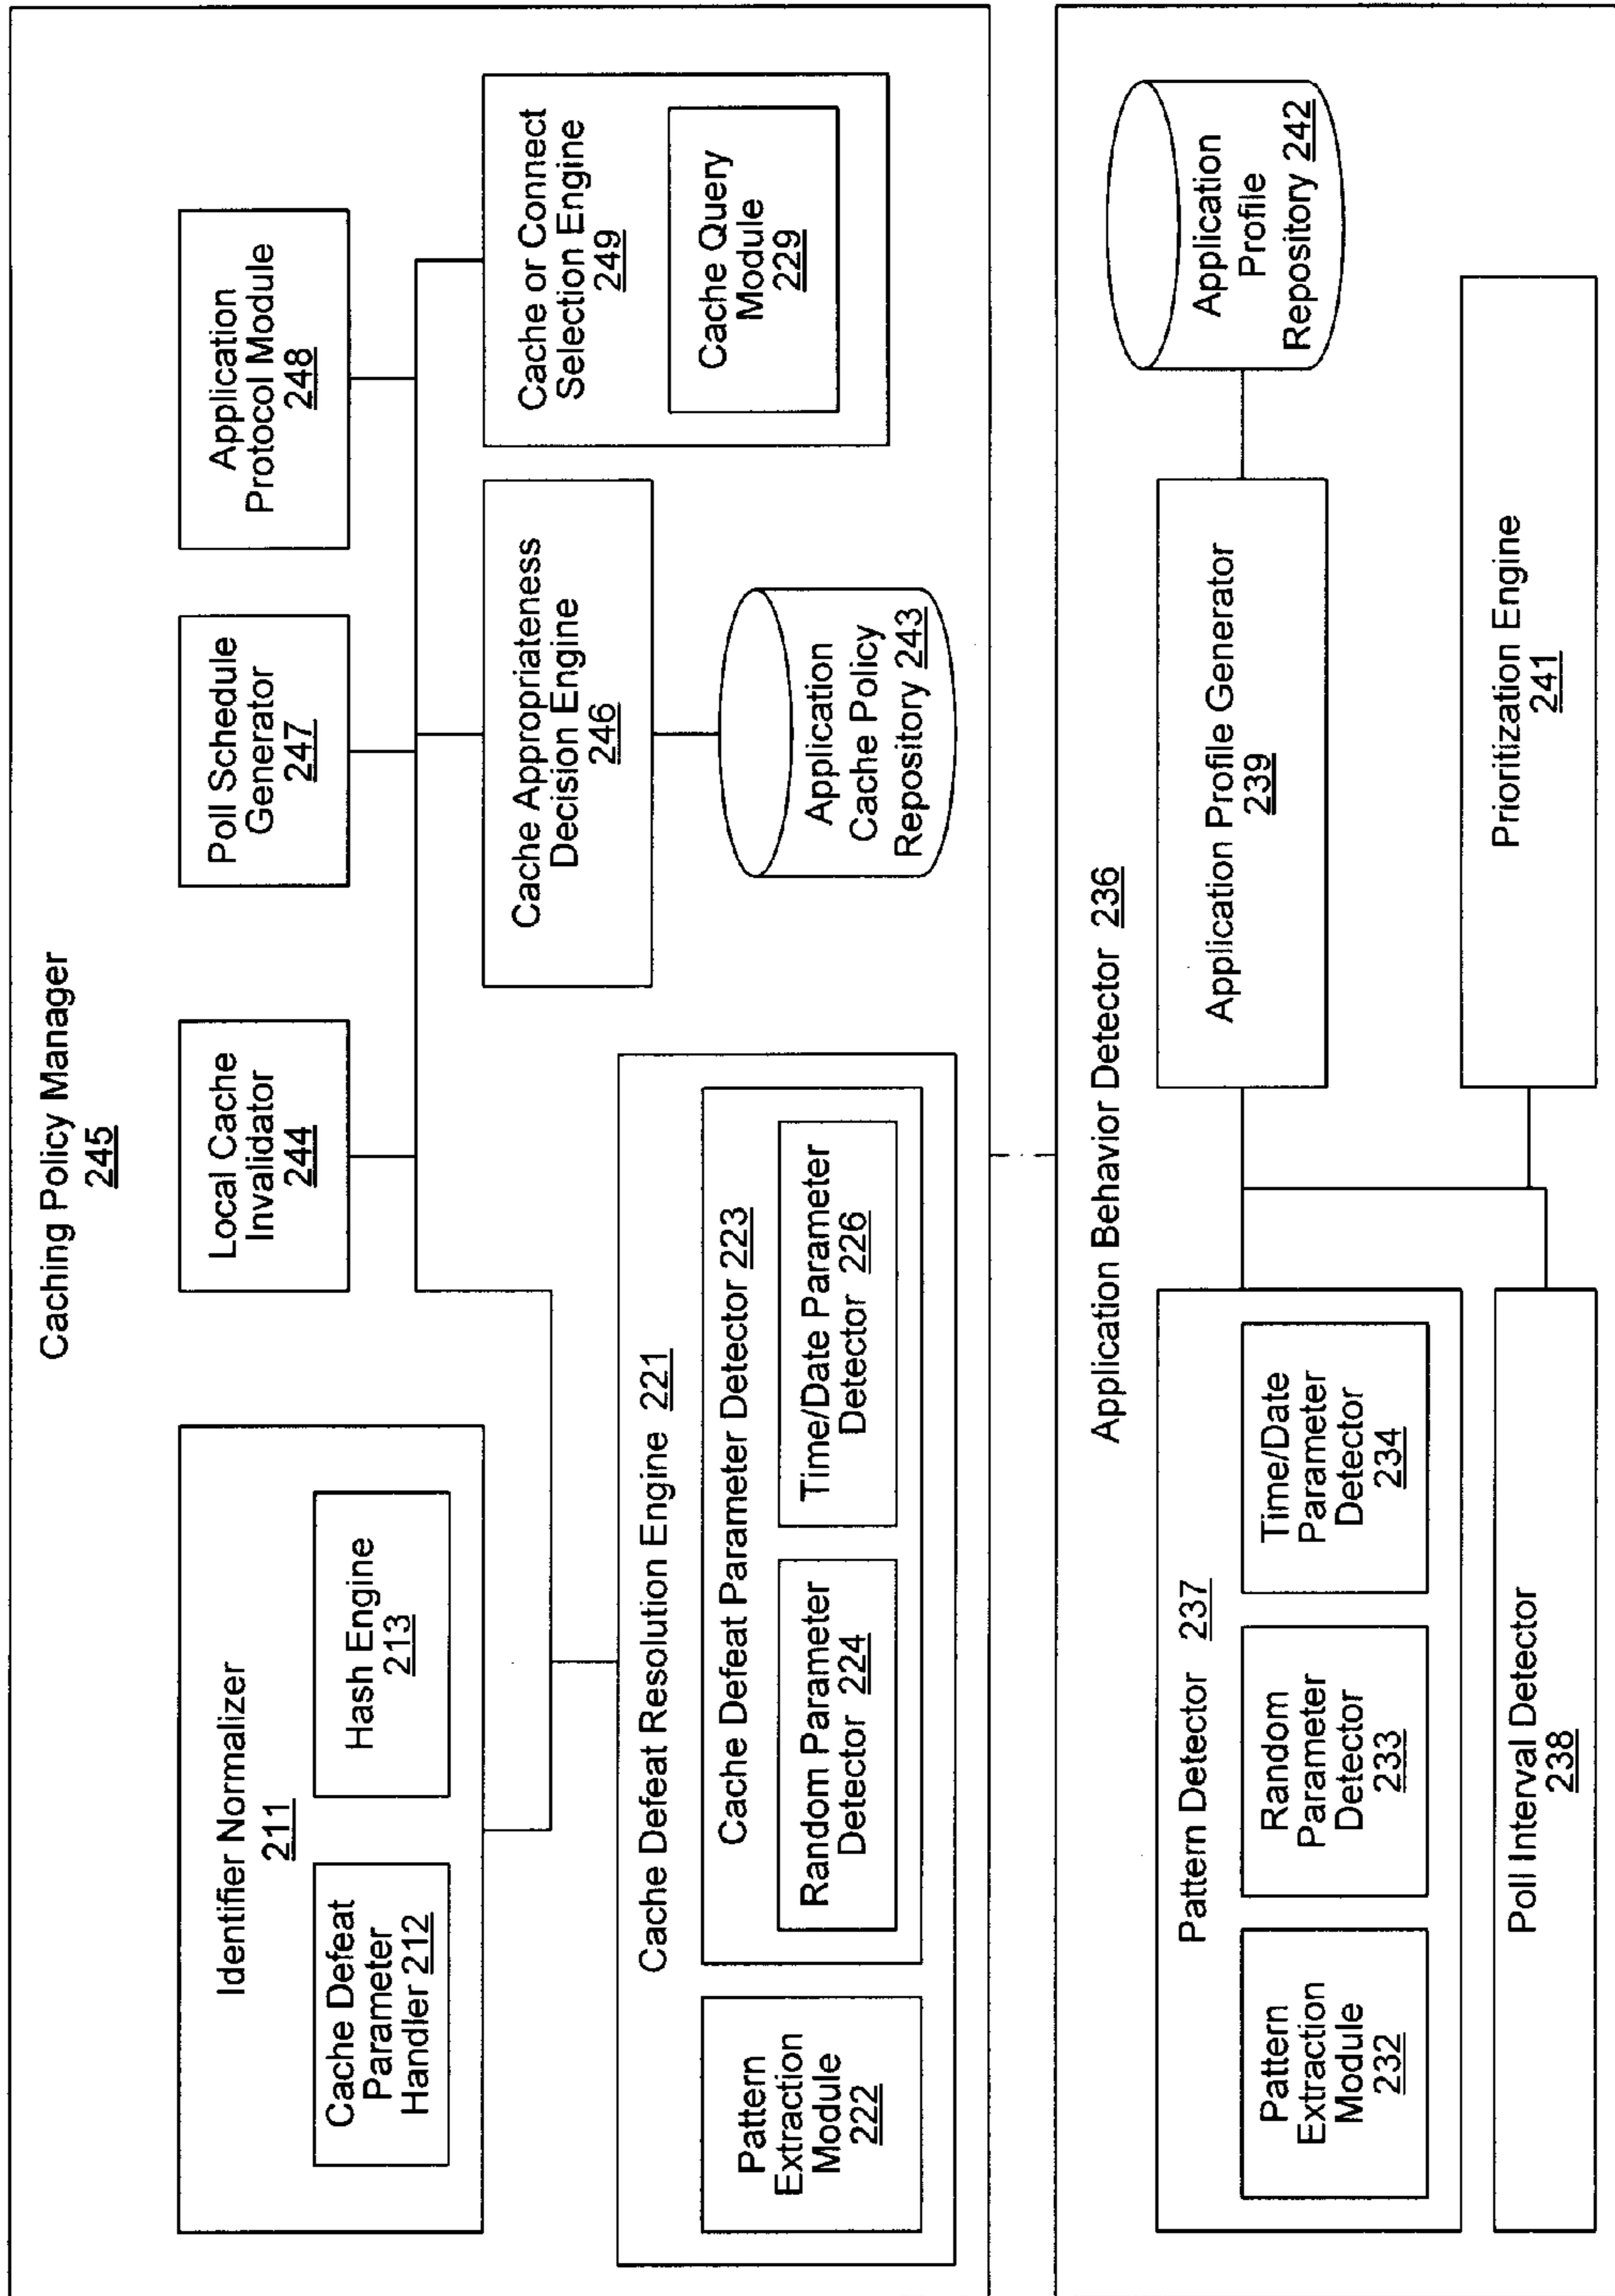 Caching Policy Manager
245
Identifier Normalizer
211
Cache Defeat
Parameter
Handler 212
Hash Engine
213
Local Cache
Invalidator
244
Poll Schedule
Generator
247
Application
Protocol Module
248
Cache Defeat Resolution Engine 221
Pattern
Extraction
Module
222
Cache Defeat Parameter Detector 223
Random Parameter
Detector 224
Time/Date Parameter
Detector 226
Cache Appropriateness
Decision Engine
246
Application
Cache Policy
Repository 243
Cache or Connect
Selection Engine
249
Cache Query
Module
229
Application Behavior Detector 236
Pattern Detector 237
Pattern
Extraction
Module
232
Random
Parameter
Detector
233
Time/Date
Parameter
Detector
234
Poll Interval Detector
238
Application Profile Generator
239
Application
Profile
Repository 242
Prioritization Engine
241